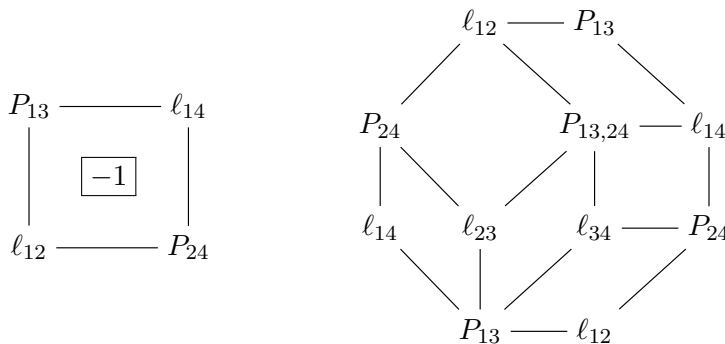 ℓ₁₂ P₁₃
P₁₃ ℓ₁₄
P₂₄ P₁₃,₂₄ ℓ₁₄
−1
ℓ₁₂ P₂₄
ℓ₁₄ ℓ₂₃ ℓ₃₄ P₂₄
P₁₃ ℓ₁₂